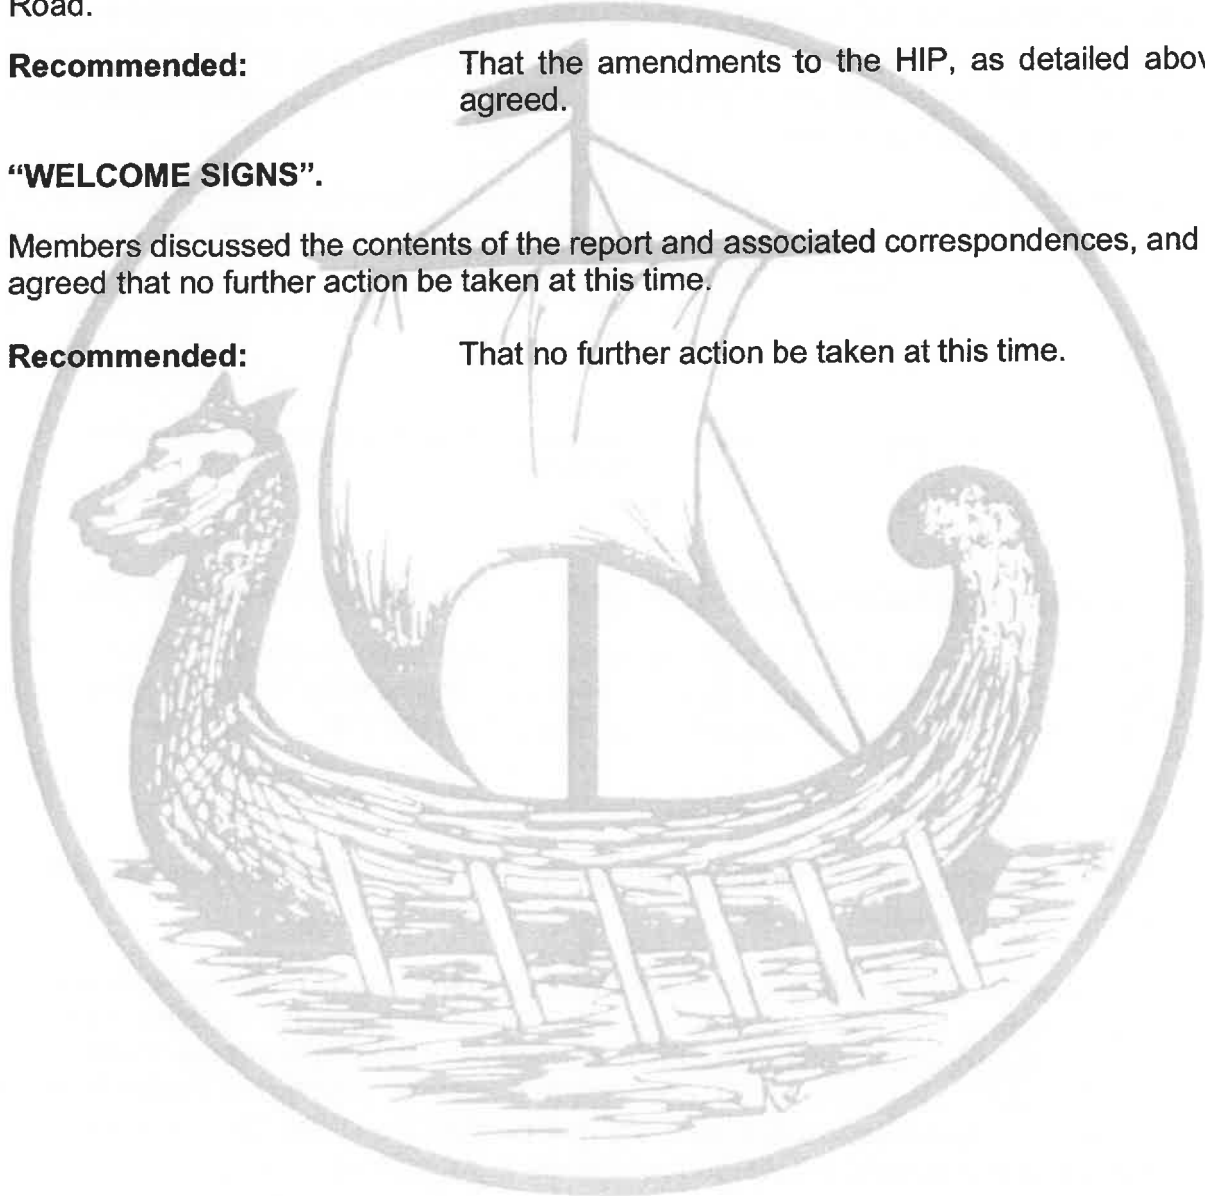 Road.
Recommended: That the amendments to the HIP, as detailed abov
agreed.
“WELCOME SIGNS”.
Members discussed the contents of the report and associated correspondences, and
agreed that no further action be taken at this time.
Recommended: That no further action be taken at this time.